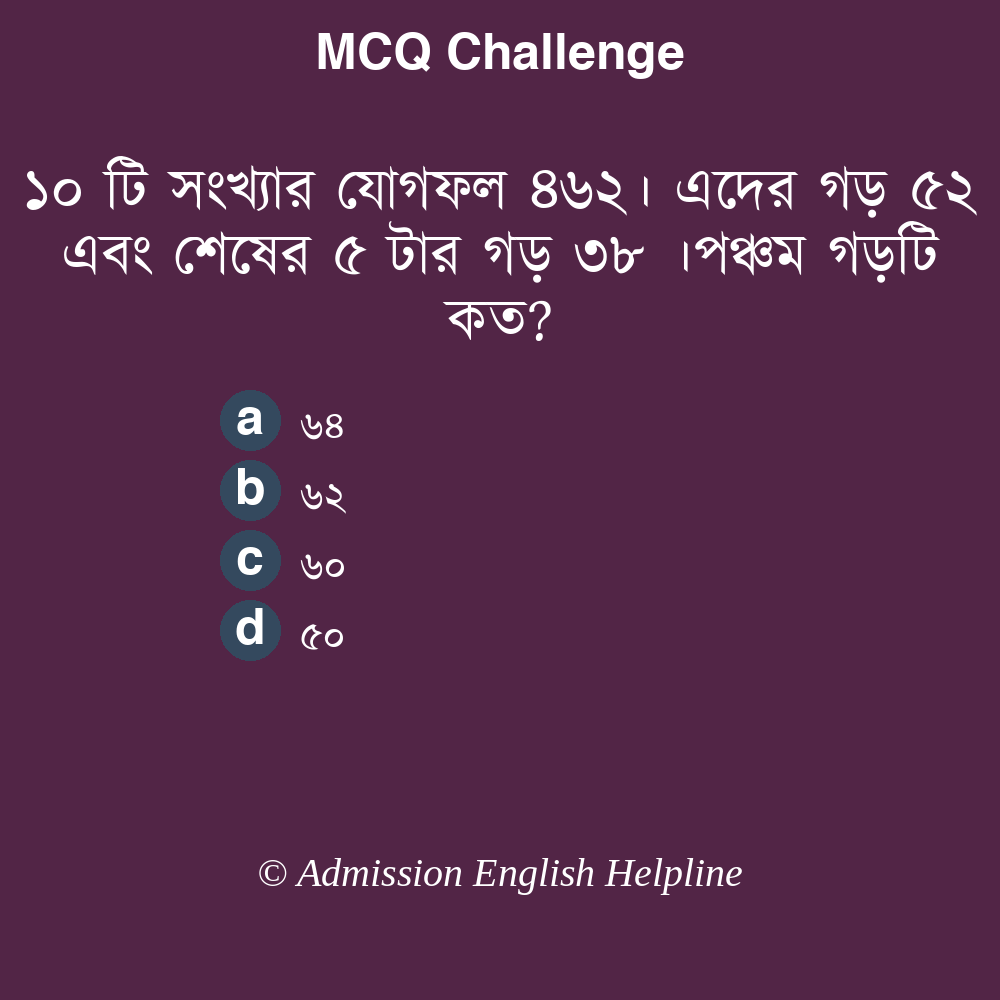 MCQ Challenge
১০ টি সংখ্যার যোগফল ৪৬২। এদের গড় ৫২
এবং শেষের ৫ টার গড় ৩৮ ।পঞ্চম গড়টি
কত?
a ৬৪
b ৬২
c ৬০
d ৫০
© Admission English Helpline